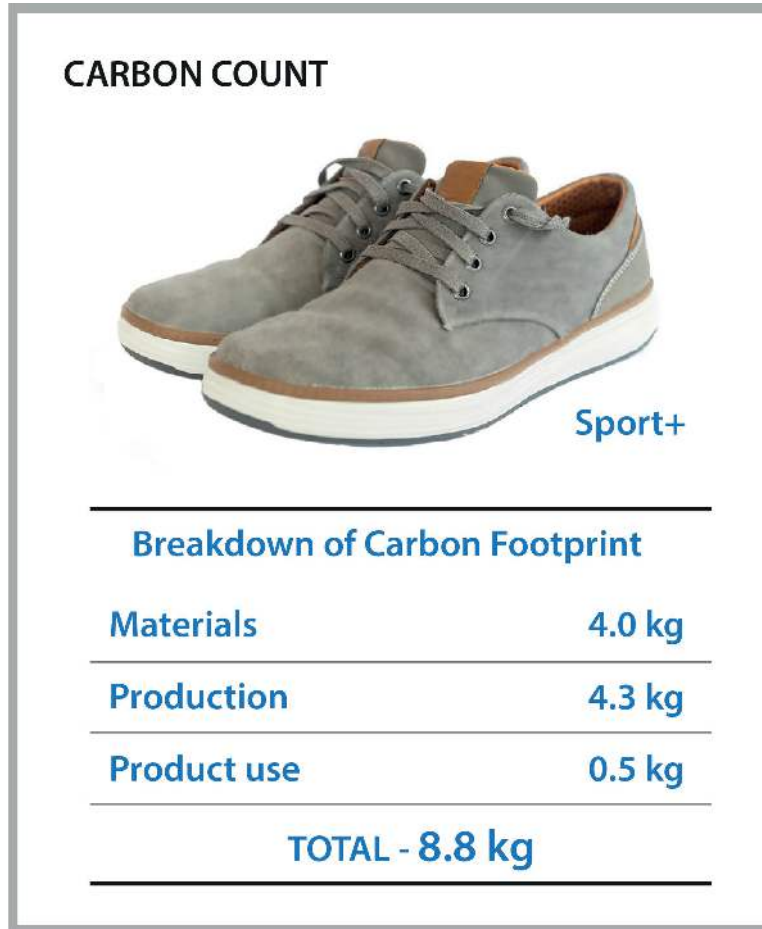 CARBON COUNT
Sport+
Breakdown of Carbon Footprint
Materials 4.0 kg
Production 4.3 kg
Product use 0.5 kg
TOTAL - 8.8 kg